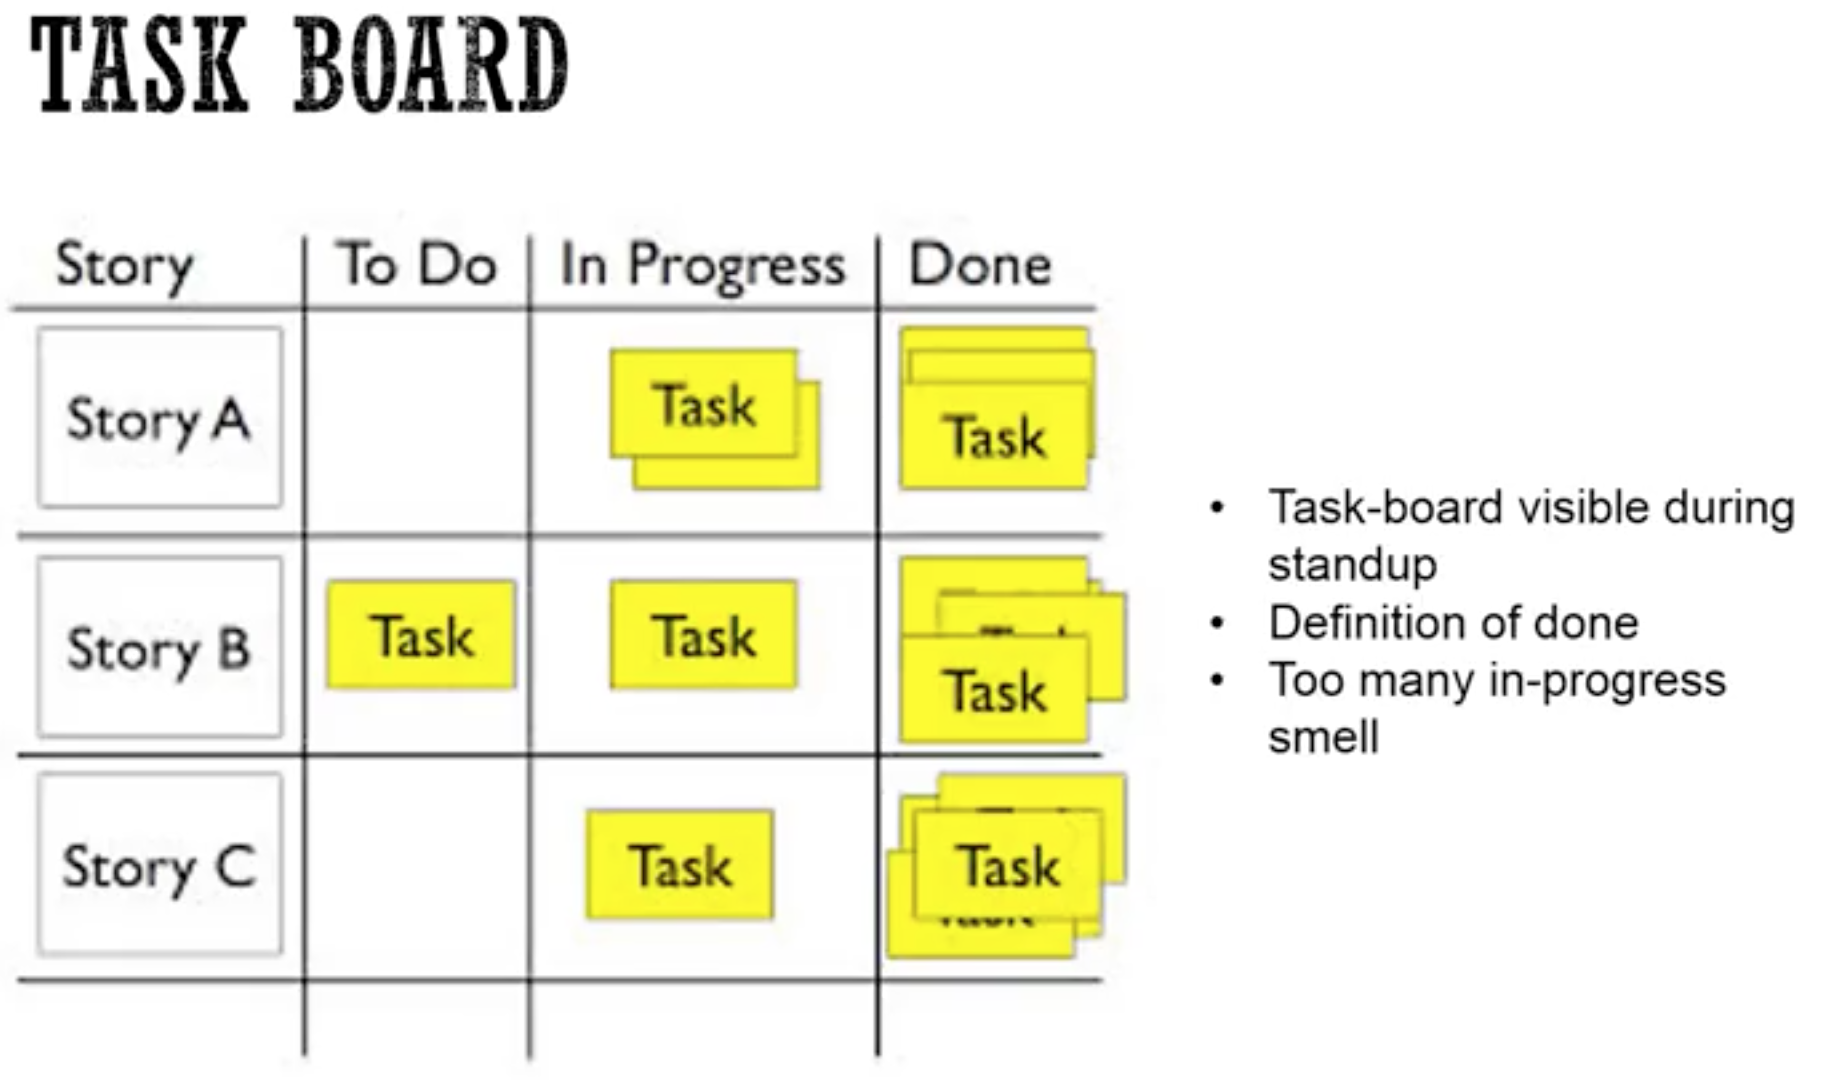 TASK BOARD
Story To Do In Progress Done
Story A Task Task
Story B Task Task Task
Story C Task Task
• Task-board visible during
standup
• Definition of done
• Too many in-progress
smell